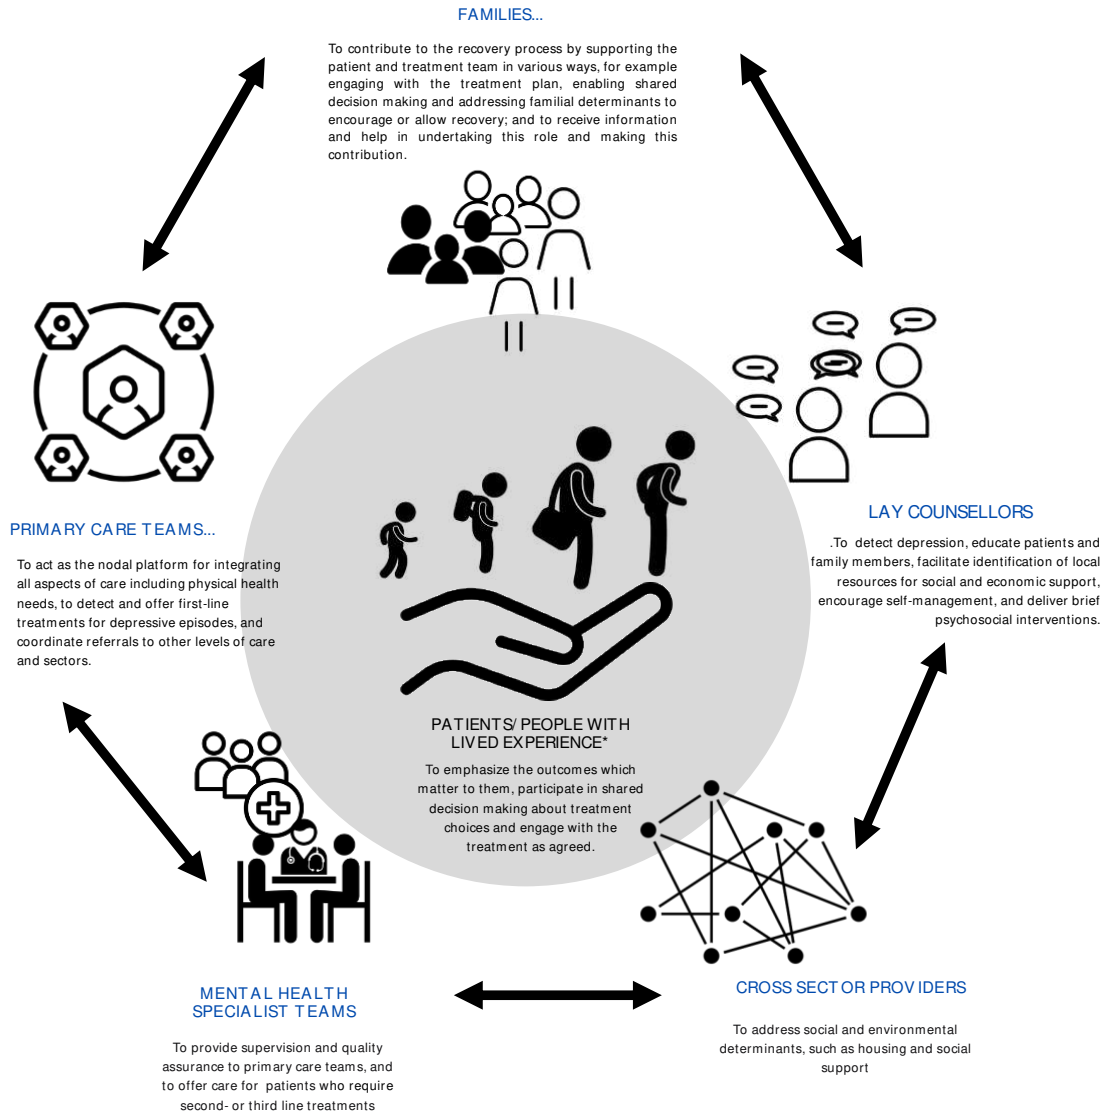 FAMILIES...
To contribute to the recovery process by supporting the
patient and treatment team in various ways, for example
engaging with the treatment plan, enabling shared
decision making and addressing familial determinants to
encourage or allow recovery; and to receive information
and help in undertaking this role and making this
contribution.
PRIMARY CARE TEAMS...
To act as the nodal platform for integrating
all aspects of care including physical health
needs, to detect and offer first-line
treatments for depressive episodes, and
coordinate referrals to other levels of care
and sectors.
LAY COUNSELLORS
.To detect depression, educate patients and
family members, facilitate identification of local
resources for social and economic support,
encourage self-management, and deliver brief
psychosocial interventions.
PATIENTS/ PEOPLE WITH
LIVED EXPERIENCE*
To emphasize the outcomes which
matter to them, participate in shared
decision making about treatment
choices and engage with the
treatment as agreed.
MENTAL HEALTH
SPECIALIST TEAMS
To provide supervision and quality
assurance to primary care teams, and
to offer care for patients who require
second- or third line treatments
CROSS SECTOR PROVIDERS
To address social and environmental
determinants, such as housing and social
support